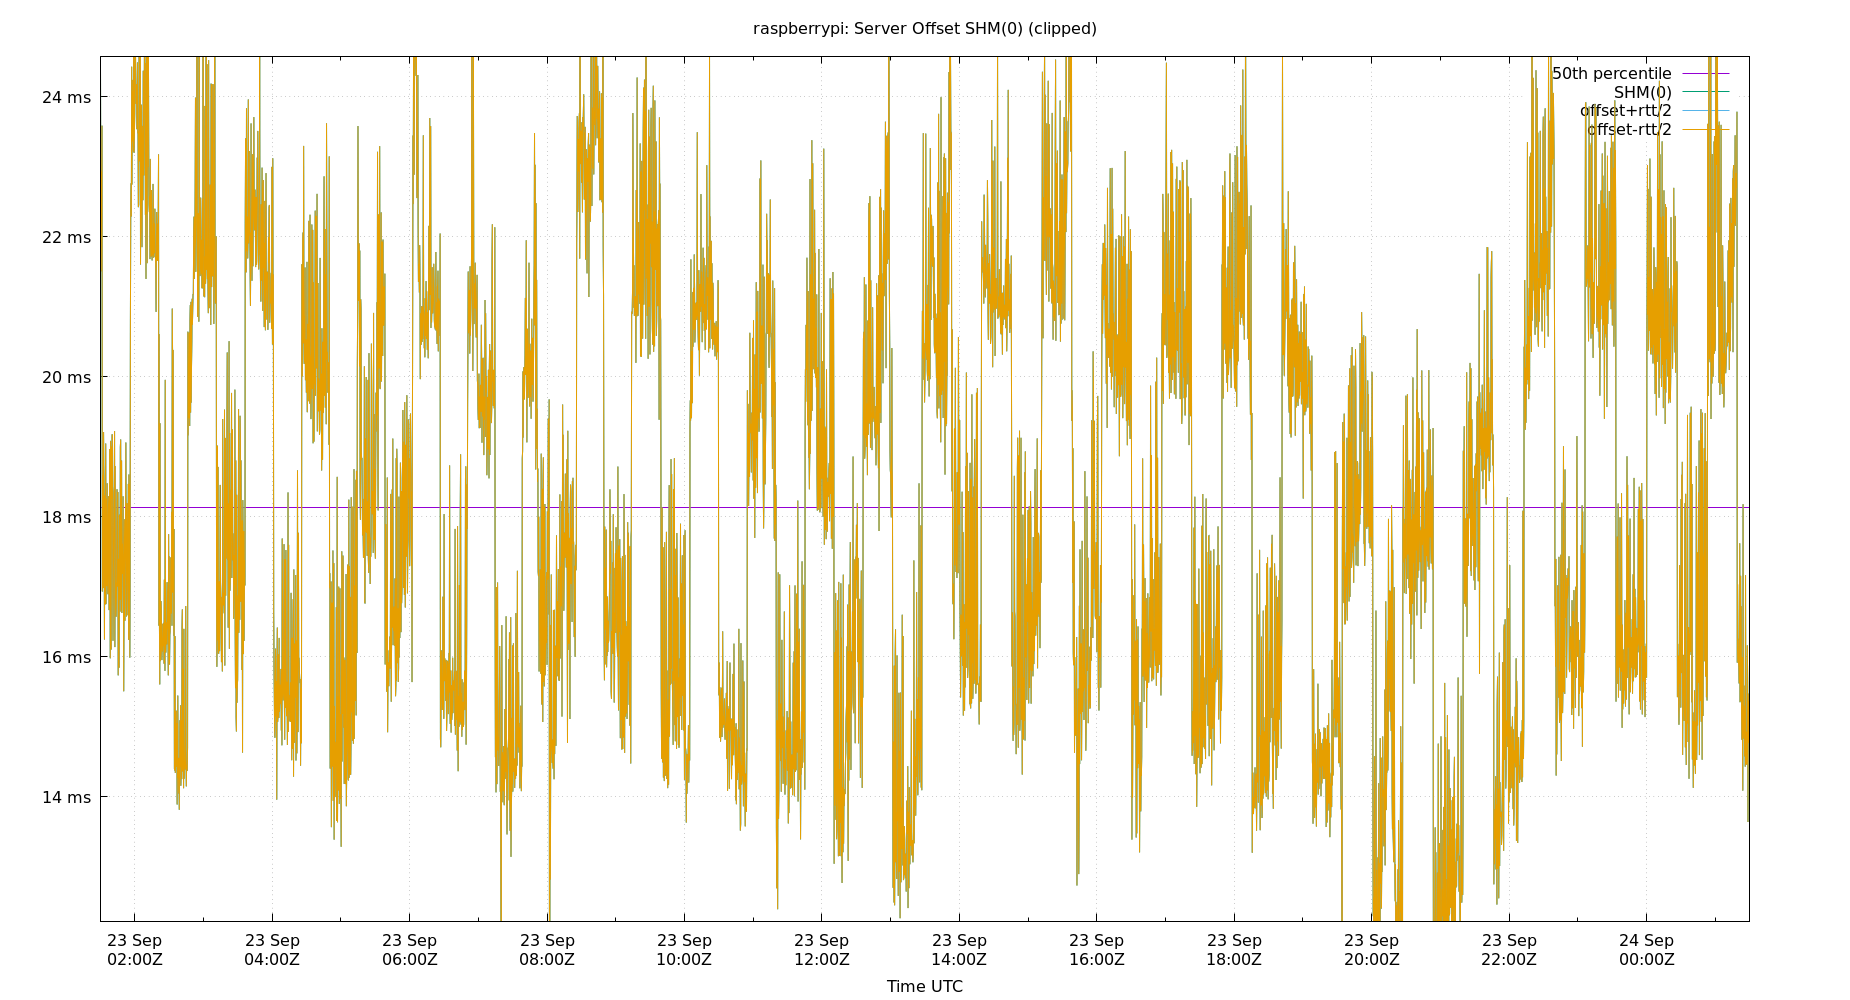 raspberrypi: Server Offset SHM(0) (clipped)
50th percentile
SHM(0)
offset+rtt/2
offset-rtt/2
24 ms
22 ms
20 ms
18 ms
16 ms
14 ms
23 Sep 23 Sep 23 Sep 23 Sep 23 Sep 23 Sep 23 Sep 23 Sep 23 Sep 23 Sep 23 Sep 24 Sep
02:00Z 04:00Z 06:00Z 08:00Z 10:00Z 12:00Z 14:00Z 16:00Z 18:00Z 20:00Z 22:00Z 00:00Z
Time UTC